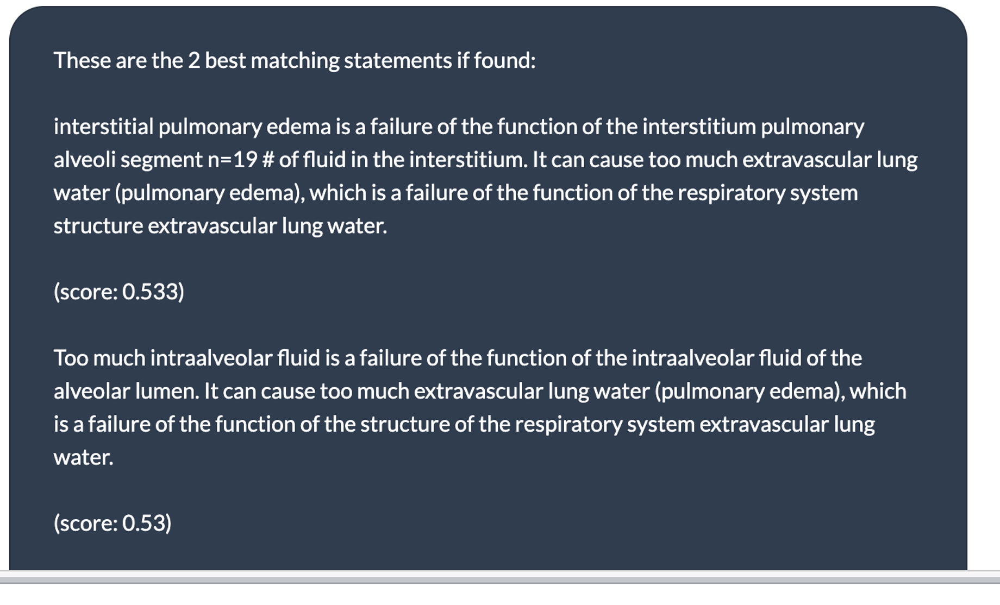 These are the 2 best matching statements if found:
interstitial pulmonary edema is a failure of the function of the interstitium pulmonary
alveoli segment n=19 # of fluid in the interstitium. It can cause too much extravascular lung
water (pulmonary edema), which is a failure of the function of the respiratory system
structure extravascular lung water.
(score: 0.533)
Too much intraalveolar fluid is a failure of the function of the intraalveolar fluid of the
alveolar lumen. It can cause too much extravascular lung water (pulmonary edema), which
is a failure of the function of the structure of the respiratory system extravascular lung
water.
(score: 0.53)